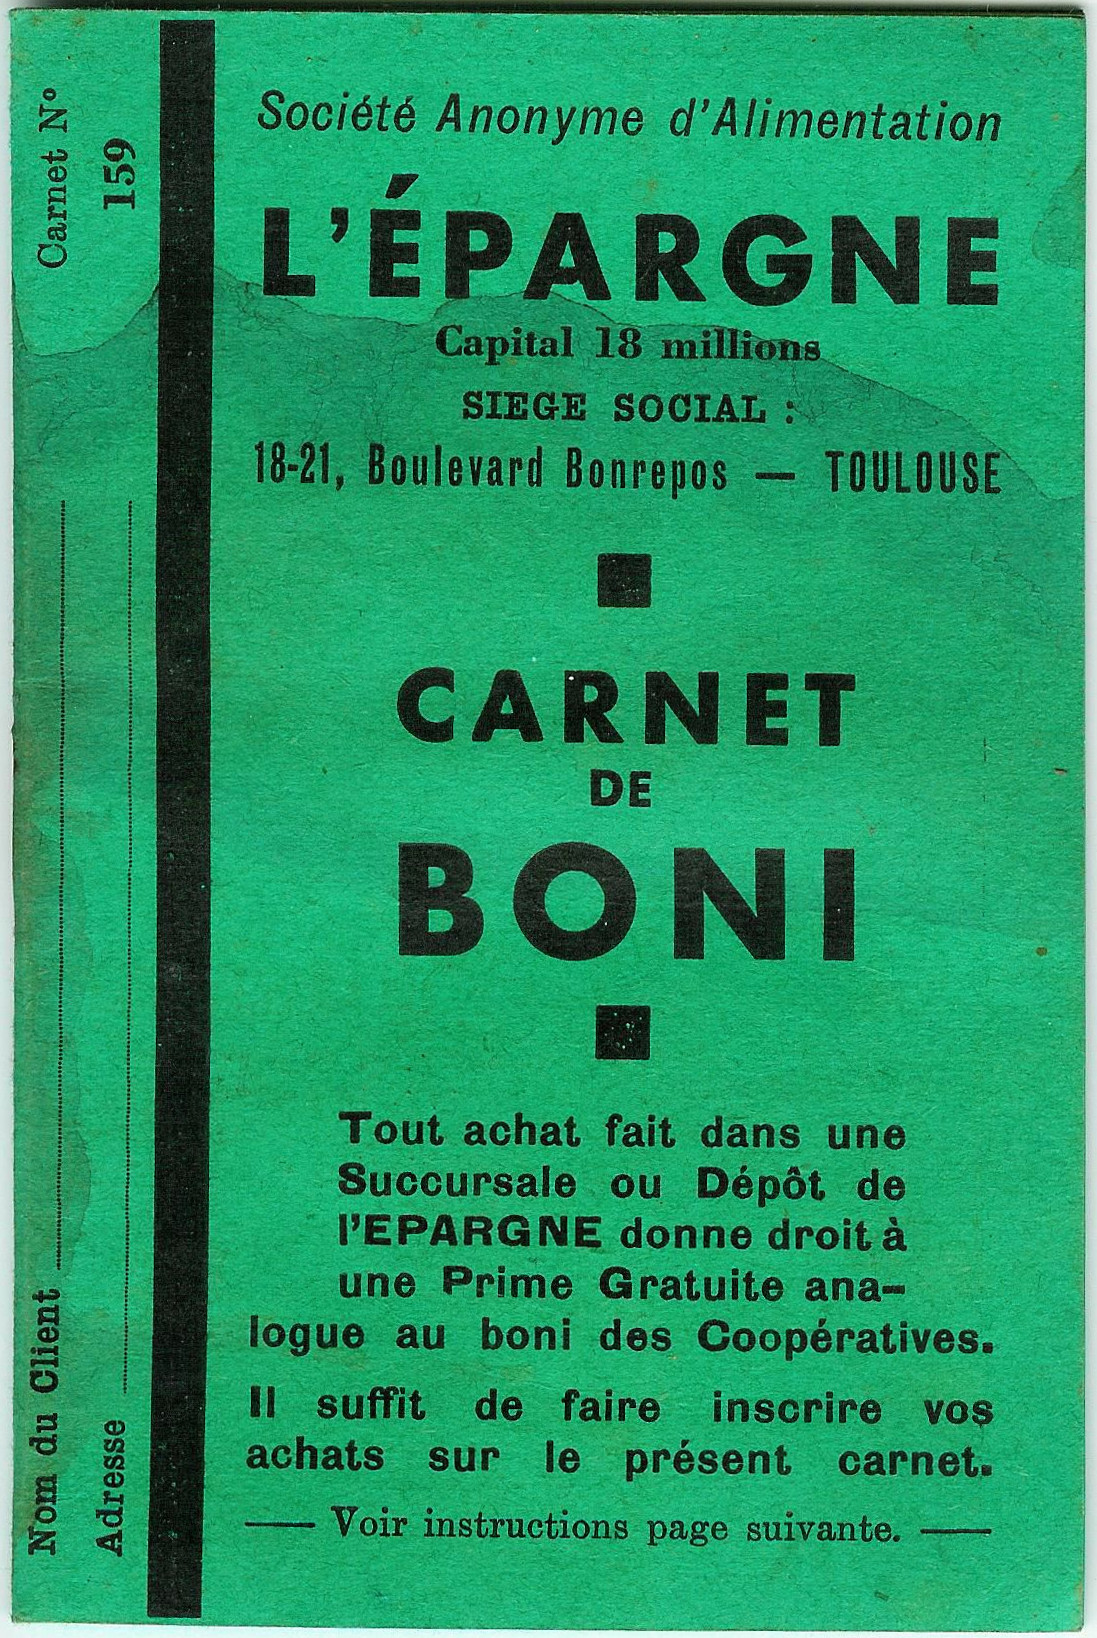 Carnet N°
159
Nom du Client
Adresse
Société Anonyme d'Alimentation
L'ÉPARGNE
Capital 18 millions
SIEGE SOCIAL :
18-21, Boulevard Bonrepos — TOULOUSE
CARNET
DE
BONI
Tout achat fait dans une
Succursale ou Dépôt de
l'EPARGNE donne droit à
une Prime Gratuite ana-
logue au boni des Coopératives.
Il suffit de faire inscrire vos
achats sur le présent carnet.
— Voir instructions page suivante. —